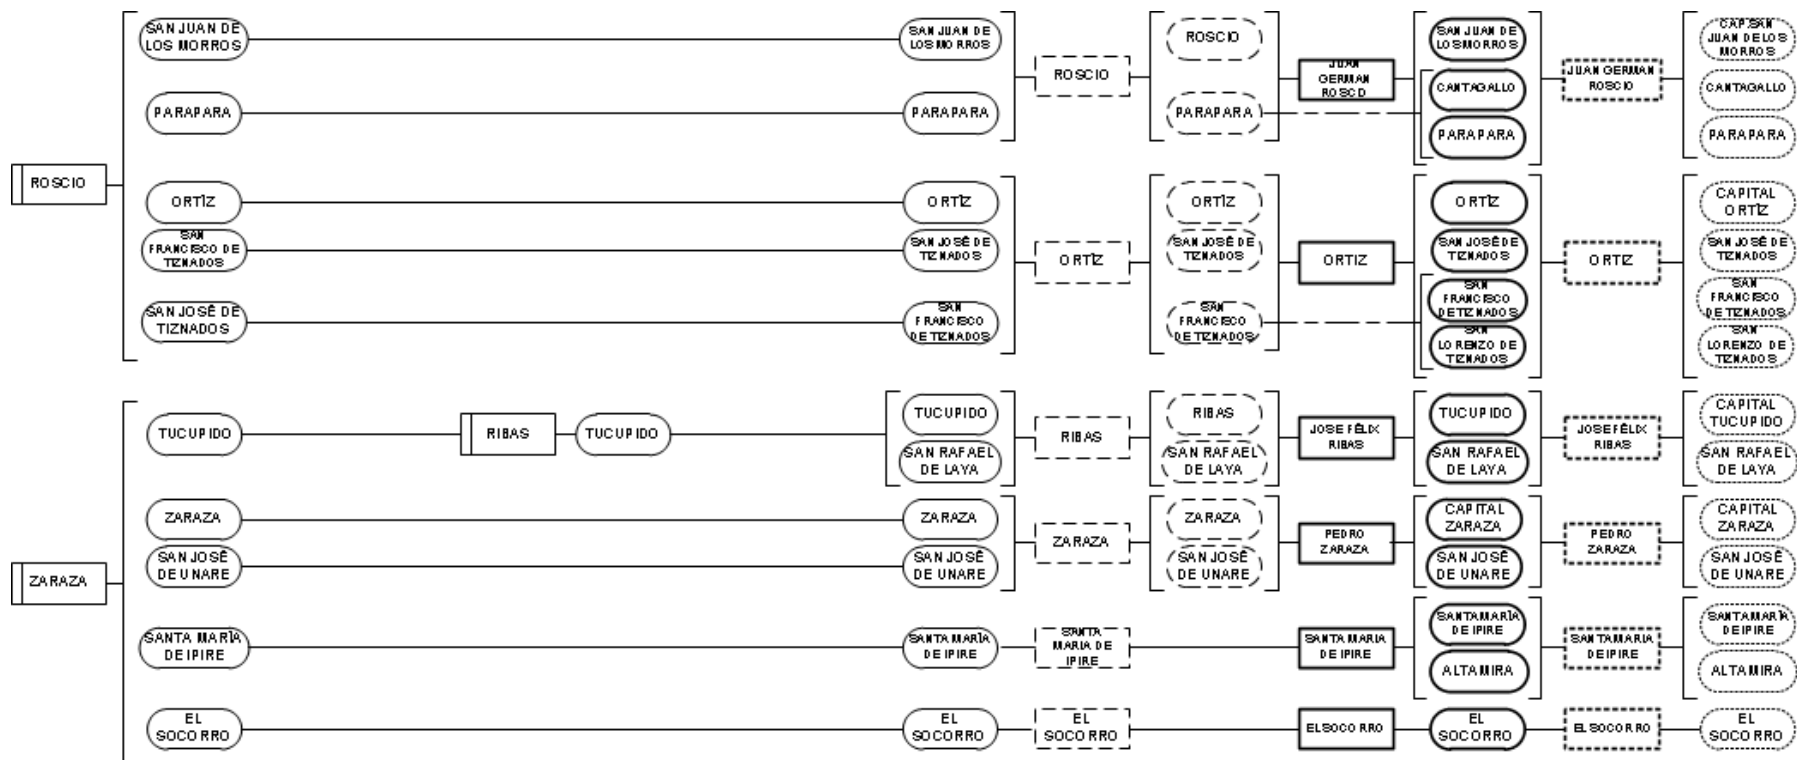 ROSCIO
SAN JUAN DE
LOS MORROS
SAN JUAN DE
LOS MORROS
PARAPARA
PARAPARA
ROSCIO
ROSCIO
PARAPARA
JUAN
GERMAN
ROSCIO
SAN JUAN DE
LOS MORROS
CANTAGALLO
PARAPARA
JUAN GERMAN
ROSCIO
CAP. SAN
JUAN DE LOS
MORROS
CANTAGALLO
PARAPARA
ORTÍZ
SAN
FRANCISCO DE
TIZNADOS
SAN JOSÉ DE
TIZNADOS
ORTÍZ
SAN JOSÉ DE
TIZNADOS
SAN
FRANCISCO
DE TIZNADOS
ORTÍZ
ORTÍZ
SAN JOSÉ DE
TIZNADOS
SAN
FRANCISCO
DE TIZNADOS
ORTIZ
ORTÍZ
SAN JOSÉ DE
TIZNADOS
SAN
FRANCISCO
DE TIZNADOS
SAN
LORENZO DE
TIZNADOS
ORTIZ
CAPITAL
ORTÍZ
SAN JOSÉ DE
TIZNADOS
SAN
FRANCISCO
DE TIZNADOS
SAN
LORENZO DE
TIZNADOS
ZARAZA
TUCUPIDO
RIBAS
TUCUPIDO
TUCUPIDO
SAN RAFAEL
DE LAYA
RIBAS
RIBAS
SAN RAFAEL
DE LAYA
JOSE FÉLIX
RIBAS
TUCUPIDO
SAN RAFAEL
DE LAYA
JOSE FÉLIX
RIBAS
CAPITAL
TUCUPIDO
SAN RAFAEL
DE LAYA
ZARAZA
SAN JOSÉ
DE UNARE
ZARAZA
SAN JOSÉ
DE UNARE
ZARAZA
ZARAZA
SAN JOSÉ
DE UNARE
PEDRO
ZARAZA
CAPITAL
ZARAZA
SAN JOSÉ
DE UNARE
PEDRO
ZARAZA
CAPITAL
ZARAZA
SAN JOSÉ
DE UNARE
SANTA MARÍA
DE IPIRE
SANTA MARÍA
DE IPIRE
SANTA
MARIA DE
IPIRE
SANTA MARIA
DE IPIRE
SANTA MARÍA
DE IPIRE
ALTAMIRA
SANTA MARIA
DE IPIRE
SANTA MARÍA
DE IPIRE
ALTAMIRA
EL
SOCORRO
EL
SOCORRO
EL
SOCORRO
EL SOCORRO
EL
SOCORRO
EL SOCORRO
EL
SOCORRO